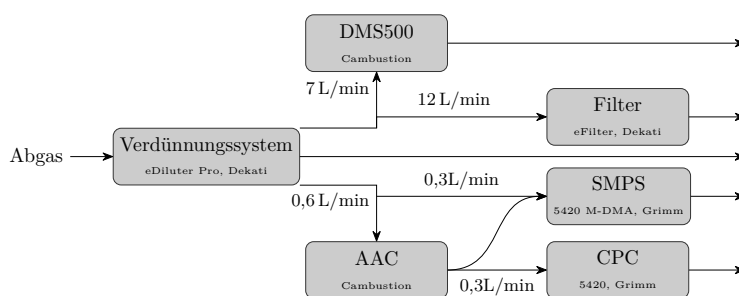 DMS500
Cambustion
7 L/min
12 L/min
Filter
eFilter, Dekati
Abgas
Verdünnungssystem
eDiluter Pro, Dekati
0,6 L/min
0,3L/min
SMPS
5420 M-DMA, Grimm
AAC
Cambustion
0,3L/min
CPC
5420, Grimm